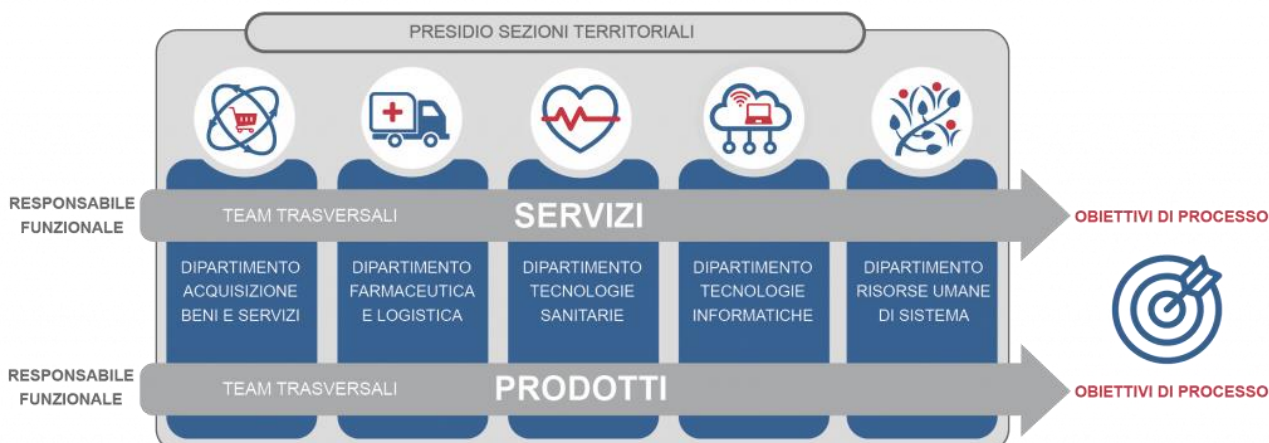 PRESIDIO SEZIONI TERRITORIALI
RESPONSABILE
FUNZIONALE
TEAM TRASVERSALI
SERVIZI
OBIETTIVI DI PROCESSO
DIPARTIMENTO
ACQUISIZIONE
BENI E SERVIZI
DIPARTIMENTO
FARMACEUTICA
E LOGISTICA
DIPARTIMENTO
TECNOLOGIE
SANITARIE
DIPARTIMENTO
TECNOLOGIE
INFORMATICHE
DIPARTIMENTO
RISORSE UMANE
DI SISTEMA
RESPONSABILE
FUNZIONALE
TEAM TRASVERSALI
PRODOTTI
OBIETTIVI DI PROCESSO